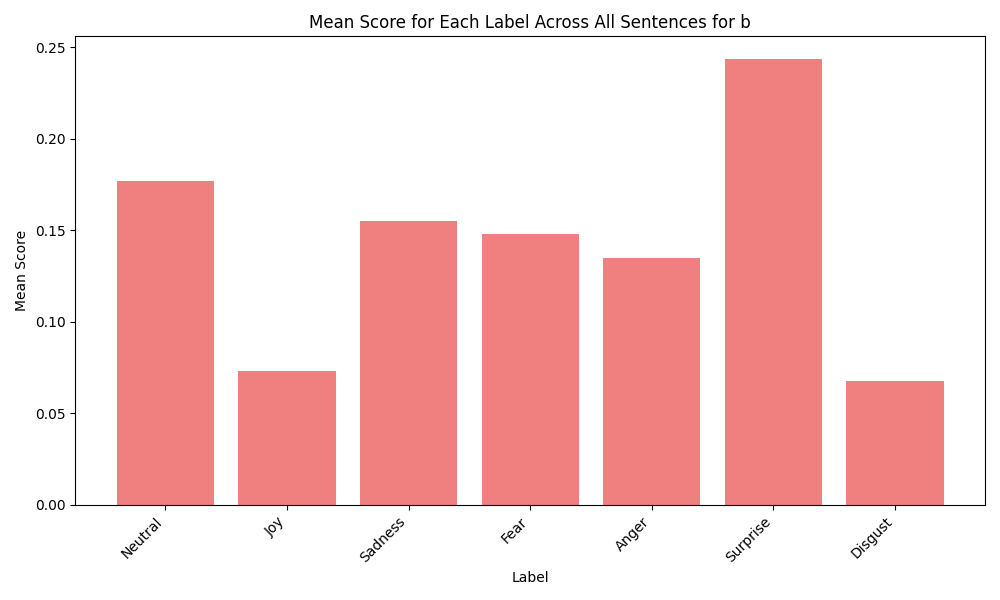 Mean Score for Each Label Across All Sentences for b
0.25
0.20
0.15
0.10
0.05
0.00
Mean Score
Neutral
Joy
Sadness
Fear
Anger
Surprise
Disgust
Label